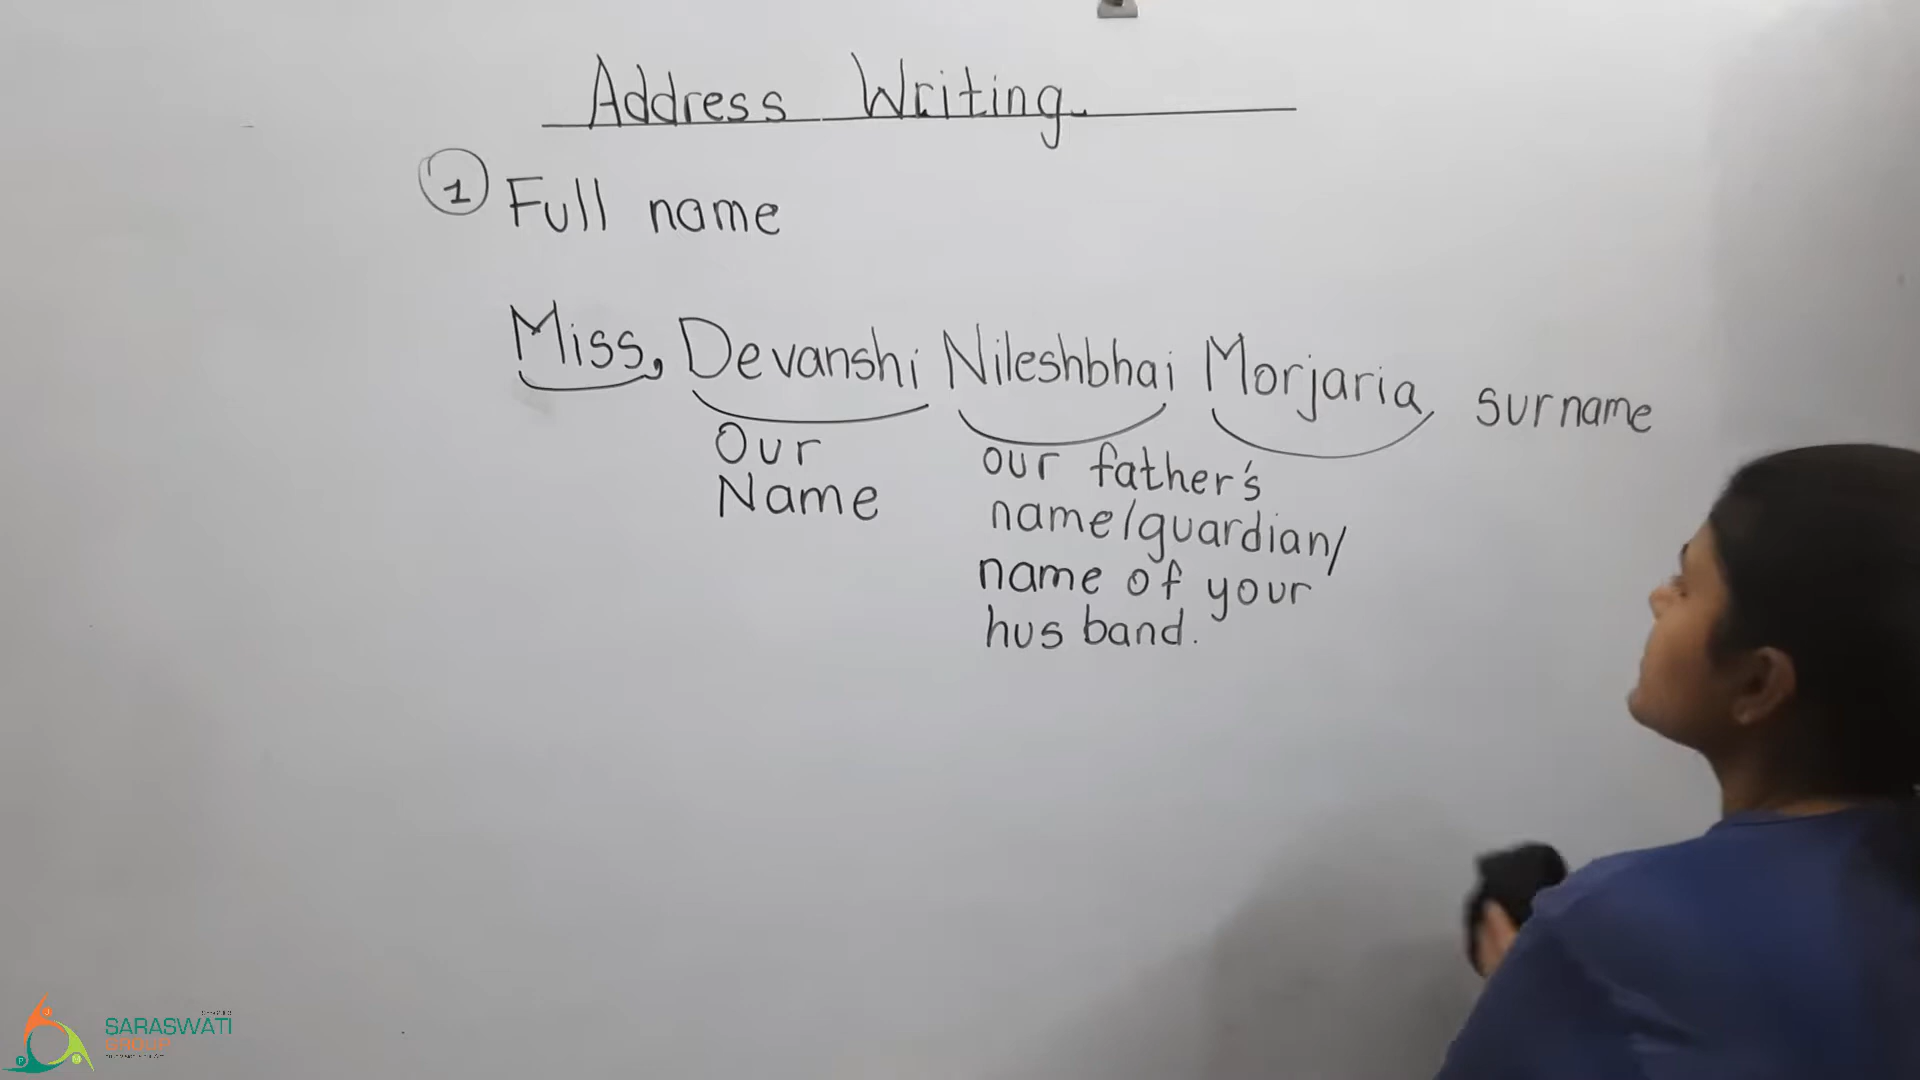 Address Writing.
1 Full name
Miss, Devanshi Nileshbhai Morjaria, surname
Our
Name
our father's
name/guardian/
name of your
husband.
SARASWATI
GROUP